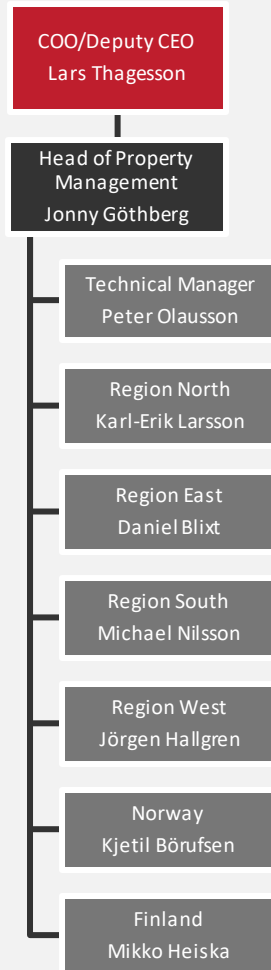 COO/Deputy CEO
Lars Thagesson
Head of Property
Management
Jonny Göthberg
Technical Manager
Peter Olausson
Region North
Karl-Erik Larsson
Region East
Daniel Blixt
Region South
Michael Nilsson
Region West
Jörgen Hallgren
Norway
Kjetil Börufsen
Finland
Mikko Heiska